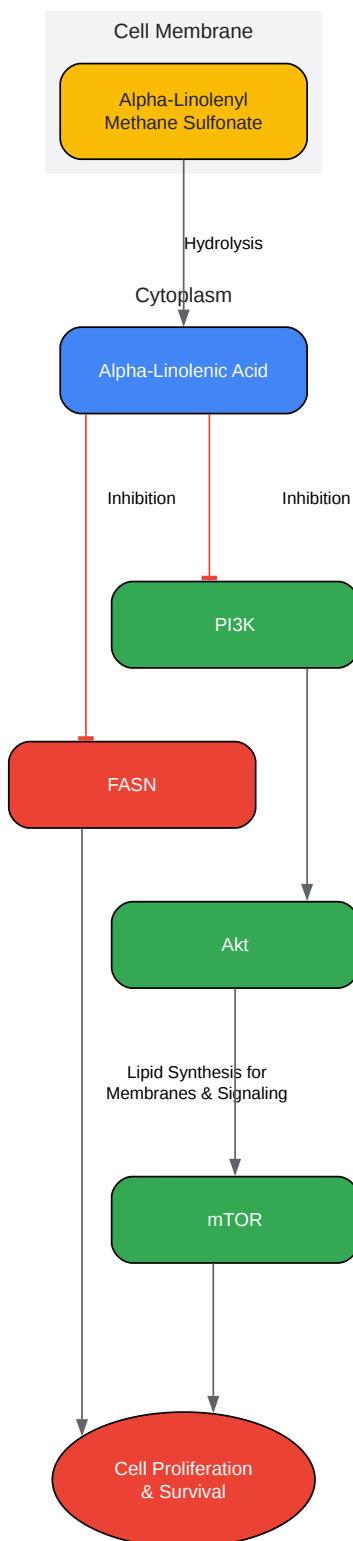 Cell Membrane
Alpha-Linolenyl
Methane Sulfonate
Hydrolysis
Cytoplasm
Alpha-Linolenic Acid
Inhibition
Inhibition
PI3K
FASN
Akt
Lipid Synthesis for
Membranes & Signaling
mTOR
Cell Proliferation
& Survival